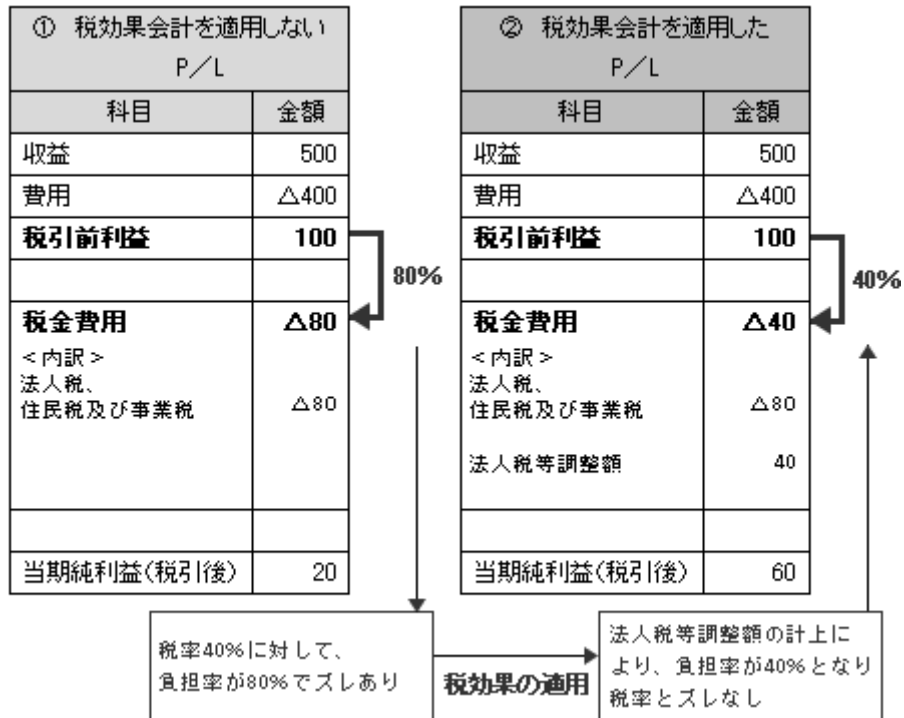 ① 税効果会計を適用しない
P／L
科目 金額
収益 500
費用 △400
税引前利益 100
80%
税金費用 △80
＜内訳＞
法人税、
住民税及び事業税 △80
当期純利益(税引後) 20
② 税効果会計を適用した
P／L
科目 金額
収益 500
費用 △400
税引前利益 100
40%
税金費用 △40
＜内訳＞
法人税、
住民税及び事業税 △80
法人税等調整額 40
当期純利益(税引後) 60
税率40%に対して、
負担率が80%でズレあり
税効果の適用
法人税等調整額の計上に
より、負担率が40%となり
税率とズレなし